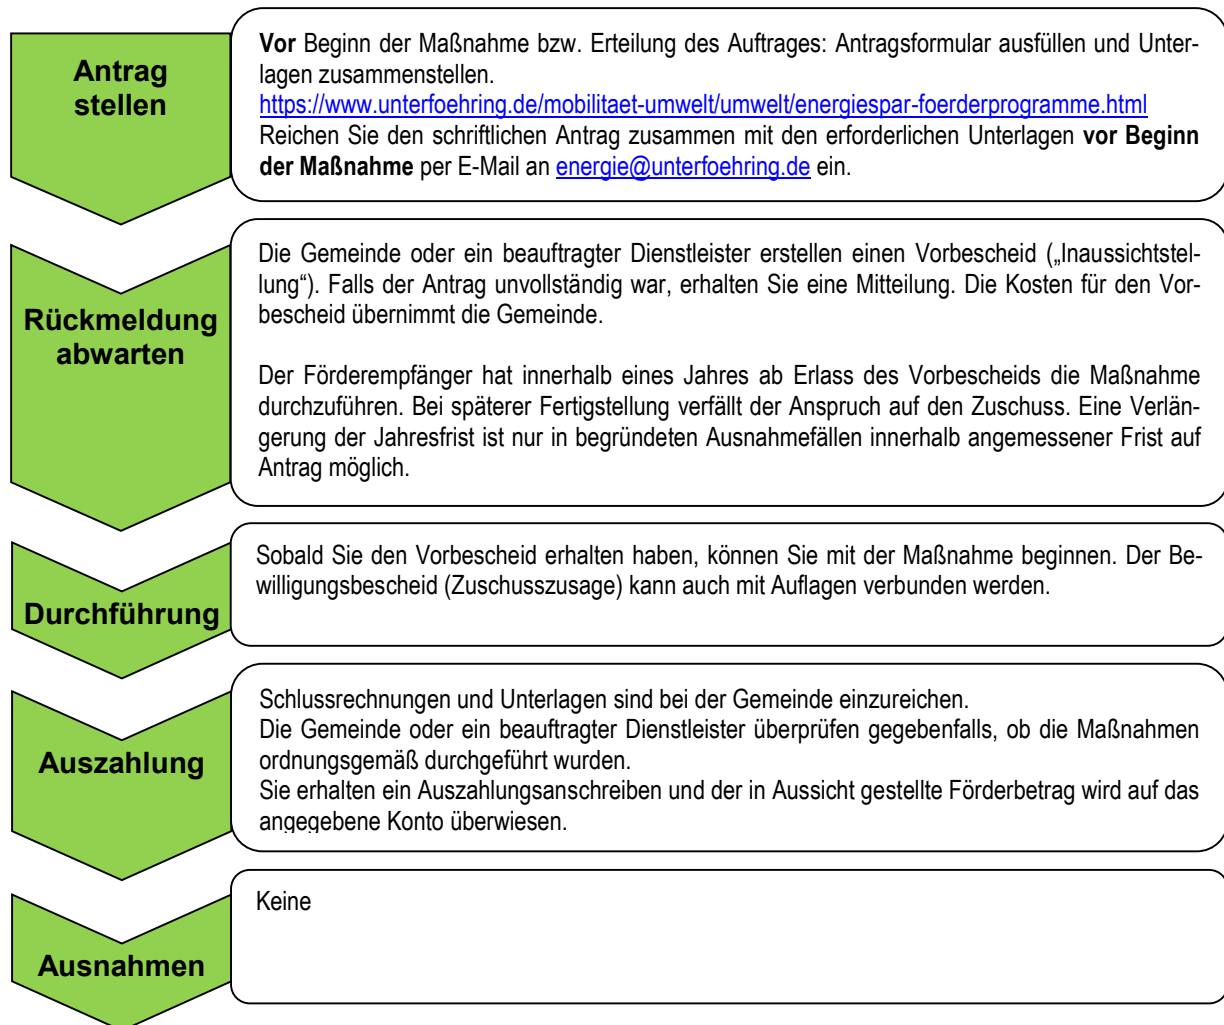 Antrag
stellen
Vor Beginn der Maßnahme bzw. Erteilung des Auftrages: Antragsformular ausfüllen und Unter-
lagen zusammenstellen.
https://www.unterfoehring.de/mobilitaet-umwelt/umwelt/energiespar-foerderprogramme.html
Reichen Sie den schriftlichen Antrag zusammen mit den erforderlichen Unterlagen vor Beginn
der Maßnahme per E-Mail an energie@unterfoehring.de ein.
Rückmeldung
abwarten
Die Gemeinde oder ein beauftragter Dienstleister erstellen einen Vorbescheid („Inaussichtstel-
lung“). Falls der Antrag unvollständig war, erhalten Sie eine Mitteilung. Die Kosten für den Vor-
bescheid übernimmt die Gemeinde.
Der Förderempfänger hat innerhalb eines Jahres ab Erlass des Vorbescheids die Maßnahme
durchzuführen. Bei späterer Fertigstellung verfällt der Anspruch auf den Zuschuss. Eine Verlän-
gerung der Jahresfrist ist nur in begründeten Ausnahmefällen innerhalb angemessener Frist auf
Antrag möglich.
Durchführung
Sobald Sie den Vorbescheid erhalten haben, können Sie mit der Maßnahme beginnen. Der Be-
willigungsbescheid (Zuschusszusage) kann auch mit Auflagen verbunden werden.
Auszahlung
Schlussrechnungen und Unterlagen sind bei der Gemeinde einzureichen.
Die Gemeinde oder ein beauftragter Dienstleister überprüfen gegebenfalls, ob die Maßnahmen
ordnungsgemäß durchgeführt wurden.
Sie erhalten ein Auszahlungsanschreiben und der in Aussicht gestellte Förderbetrag wird auf das
angegebene Konto überwiesen.
Ausnahmen
Keine